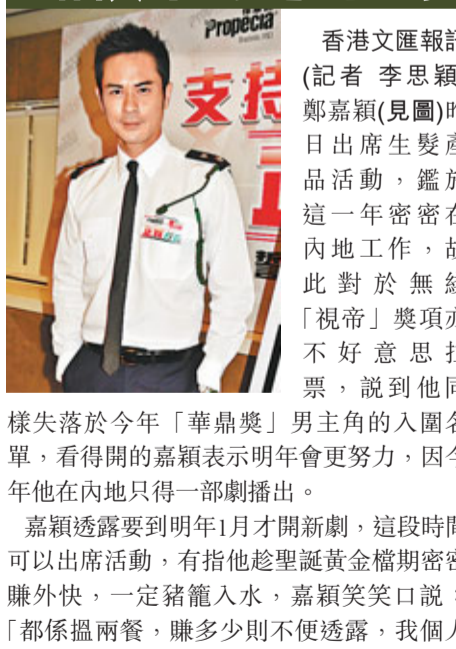 Propecia
支持
香港文匯報訊
(記者 李思穎
鄭嘉穎(見圖)昨
日出席生髮產
品活動，鑑於
這一年密密在
內地工作，故
此對於無綫
「視帝」獎項亦
不好意思拉
票，說到他同
樣失落於今年「華鼎獎」男主角的入圍名
單，看得開的嘉穎表示明年會更努力，因今
年他在內地只得一部劇播出。
嘉穎透露要到明年1月才開新劇，這段時間
可以出席活動，有指他趁聖誕黃金檔期密密
賺外快，一定豬籠入水，嘉穎笑笑口說：
「都係搵兩餐，賺多少則不便透露，我個人